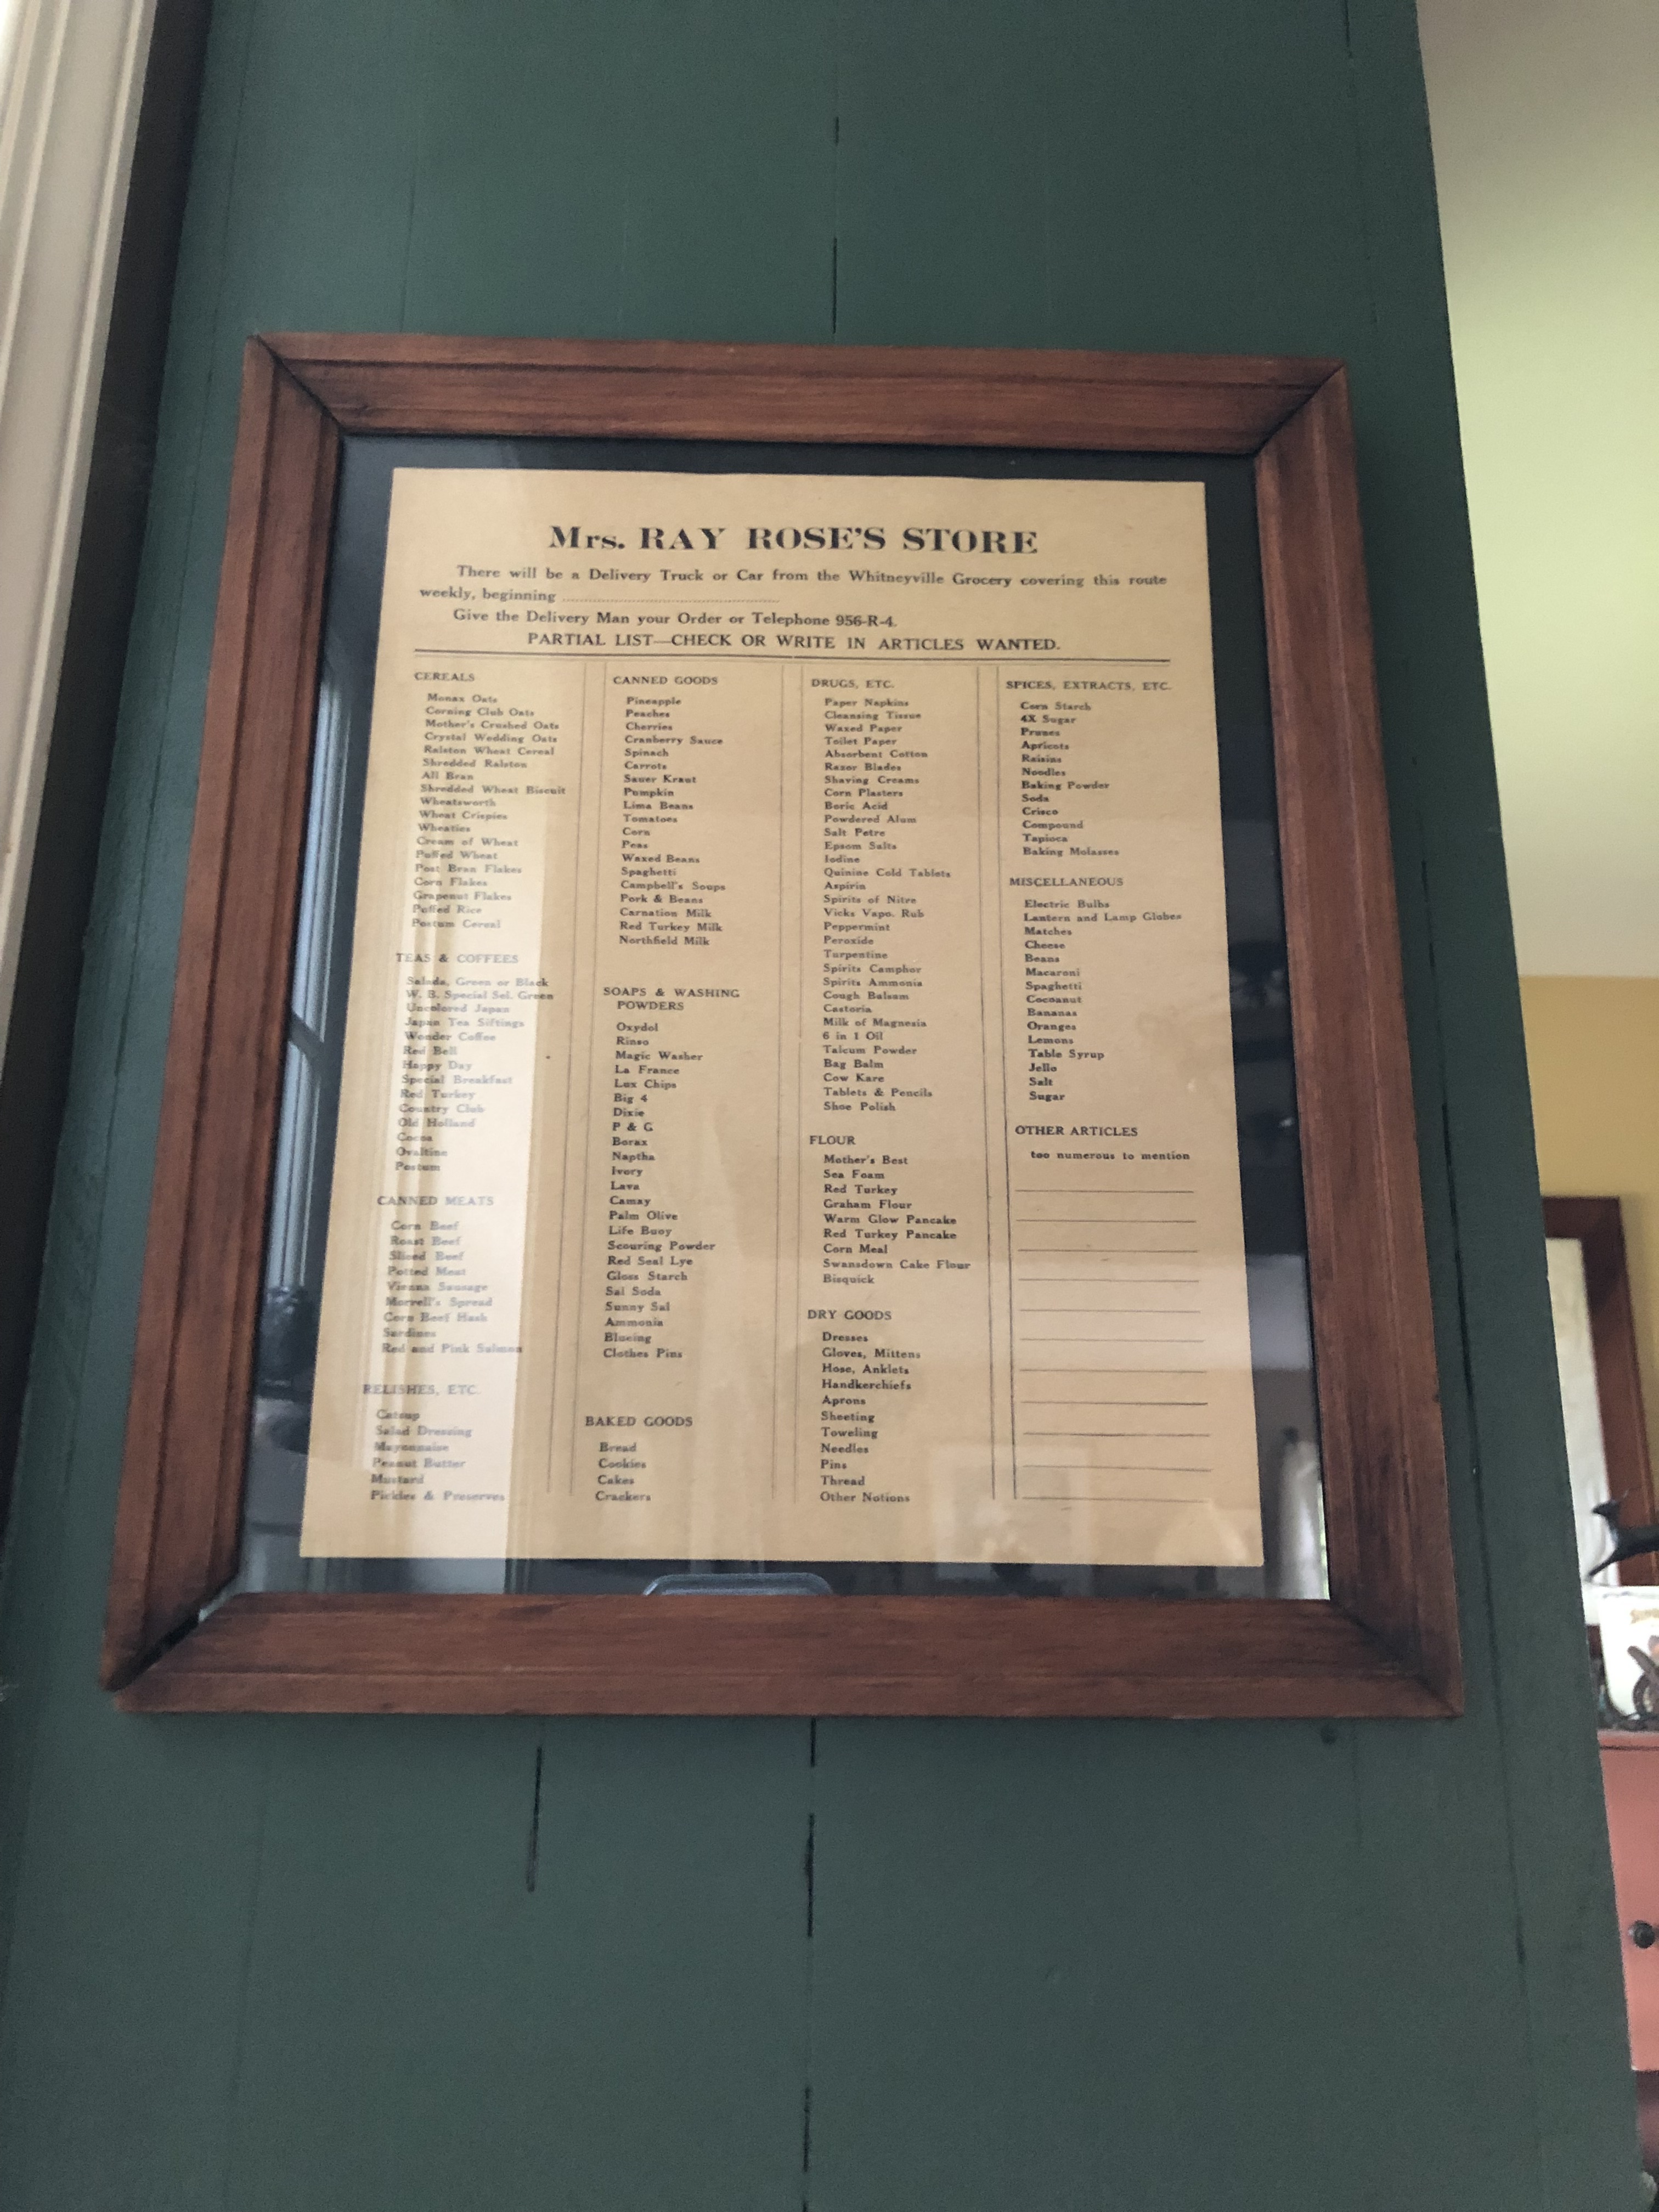 Mrs. RAY ROSE'S STORE
There will be a Delivery Truck or Car from the Whitneyville Grocery covering this route
weekly, beginning
Give the Delivery Man your Order or Telephone 956-R-4.
PARTIAL LIST—CHECK OR WRITE IN ARTICLES WANTED.
CEREALS
Monax Oats
Corning Club Oats
Mother's Crushed Oats
Crystal Wedding Oats
Ralston Wheat Cereal
Shredded Ralston
All Bran
Shredded Wheat Biscuit
Wheatsworth
Wheat Crispies
Wheaties
Cream of Wheat
Puffed Wheat
Post Bran Flakes
Corn Flakes
Grapenut Flakes
Puffed Rice
Postum Cereal
TEAS & COFFEES
Salada, Green or Black
W. B. Special Sel. Green
Uncolored Japan
Japan Tea Siftings
Wonder Coffee
Red Bell
Happy Day
Special Breakfast
Red Turkey
Country Club
Old Holland
Cocoa
Ovaltine
Postum
CANNED MEATS
Corn Beef
Roast Beef
Sliced Beef
Potted Meat
Vienna Sausage
Morrell's Spread
Corn Beef Hash
Sardines
Red and Pink Salmon
RELISHES, ETC.
Catsup
Salad Dressing
Mayonnaise
Peanut Butter
Mustard
Pickles & Preserves
CANNED GOODS
Pineapple
Peaches
Cherries
Cranberry Sauce
Spinach
Carrots
Sauer Kraut
Pumpkin
Lima Beans
Tomatoes
Corn
Peas
Waxed Beans
Spaghetti
Campbell's Soups
Pork & Beans
Carnation Milk
Red Turkey Milk
Northfield Milk
SOAPS & WASHING
POWDERS
Oxydol
Rinso
Magic Washer
La France
Lux Chips
Big 4
Dixie
P & G
Borax
Naptha
Ivory
Lava
Camay
Palm Olive
Life Buoy
Scouring Powder
Red Seal Lye
Gloss Starch
Sal Soda
Sunny Sal
Ammonia
Blueing
Clothes Pins
BAKED GOODS
Bread
Cookies
Cakes
Crackers
DRUGS, ETC.
Paper Napkins
Cleansing Tissue
Waxed Paper
Toilet Paper
Absorbent Cotton
Razor Blades
Shaving Creams
Corn Plasters
Boric Acid
Powdered Alum
Salt Petre
Epsom Salts
Iodine
Quinine Cold Tablets
Aspirin
Spirits of Nitre
Vicks Vapo. Rub
Peppermint
Peroxide
Turpentine
Spirits Camphor
Spirits Ammonia
Cough Balsam
Castoria
Milk of Magnesia
6 in 1 Oil
Talcum Powder
Bag Balm
Cow Kare
Tablets & Pencils
Shoe Polish
FLOUR
Mother's Best
Sea Foam
Red Turkey
Graham Flour
Warm Glow Pancake
Red Turkey Pancake
Corn Meal
Swansdown Cake Flour
Bisquick
DRY GOODS
Dresses
Gloves, Mittens
Hose, Anklets
Handkerchiefs
Aprons
Sheeting
Toweling
Needles
Pins
Thread
Other Notions
SPICES, EXTRACTS, ETC.
Corn Starch
4X Sugar
Prunes
Apricots
Raisins
Noodles
Baking Powder
Soda
Crisco
Compound
Tapioca
Baking Molasses
MISCELLANEOUS
Electric Bulbs
Lantern and Lamp Globes
Matches
Cheese
Beans
Macaroni
Spaghetti
Cocoanut
Bananas
Oranges
Lemons
Table Syrup
Jello
Salt
Sugar
OTHER ARTICLES
too numerous to mention